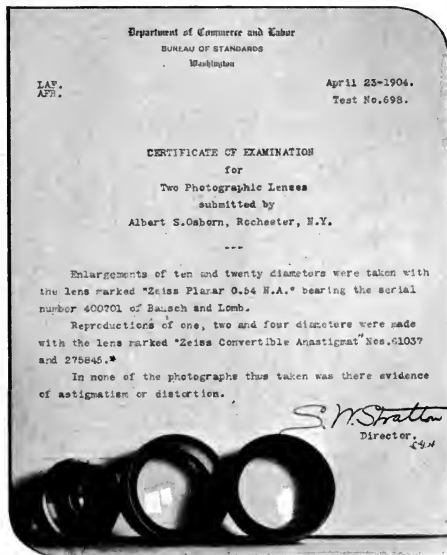 Department of Commerce and Labor
BUREAU OF STANDARDS
Washington
LAF.
AFB.
April 23-1904.
Test No.698.
CERTIFICATE OF EXAMINATION
for
Two Photographic Lenses
submitted by
Albert S.Osborn, Rochester, N.Y.
---
Enlargements of ten and twenty diameters were taken with
the lens marked "Zeiss Planar 0.54 N.A." bearing the serial
number 400701 of Bausch and Lomb.
Reproductions of one, two and four diameters were made
with the lens marked "Zeiss Convertible Anastigmat" Nos.61037
and 275845.*
In none of the photographs thus taken was there evidence
of astigmatism or distortion.
S. W. Stratton
Director.